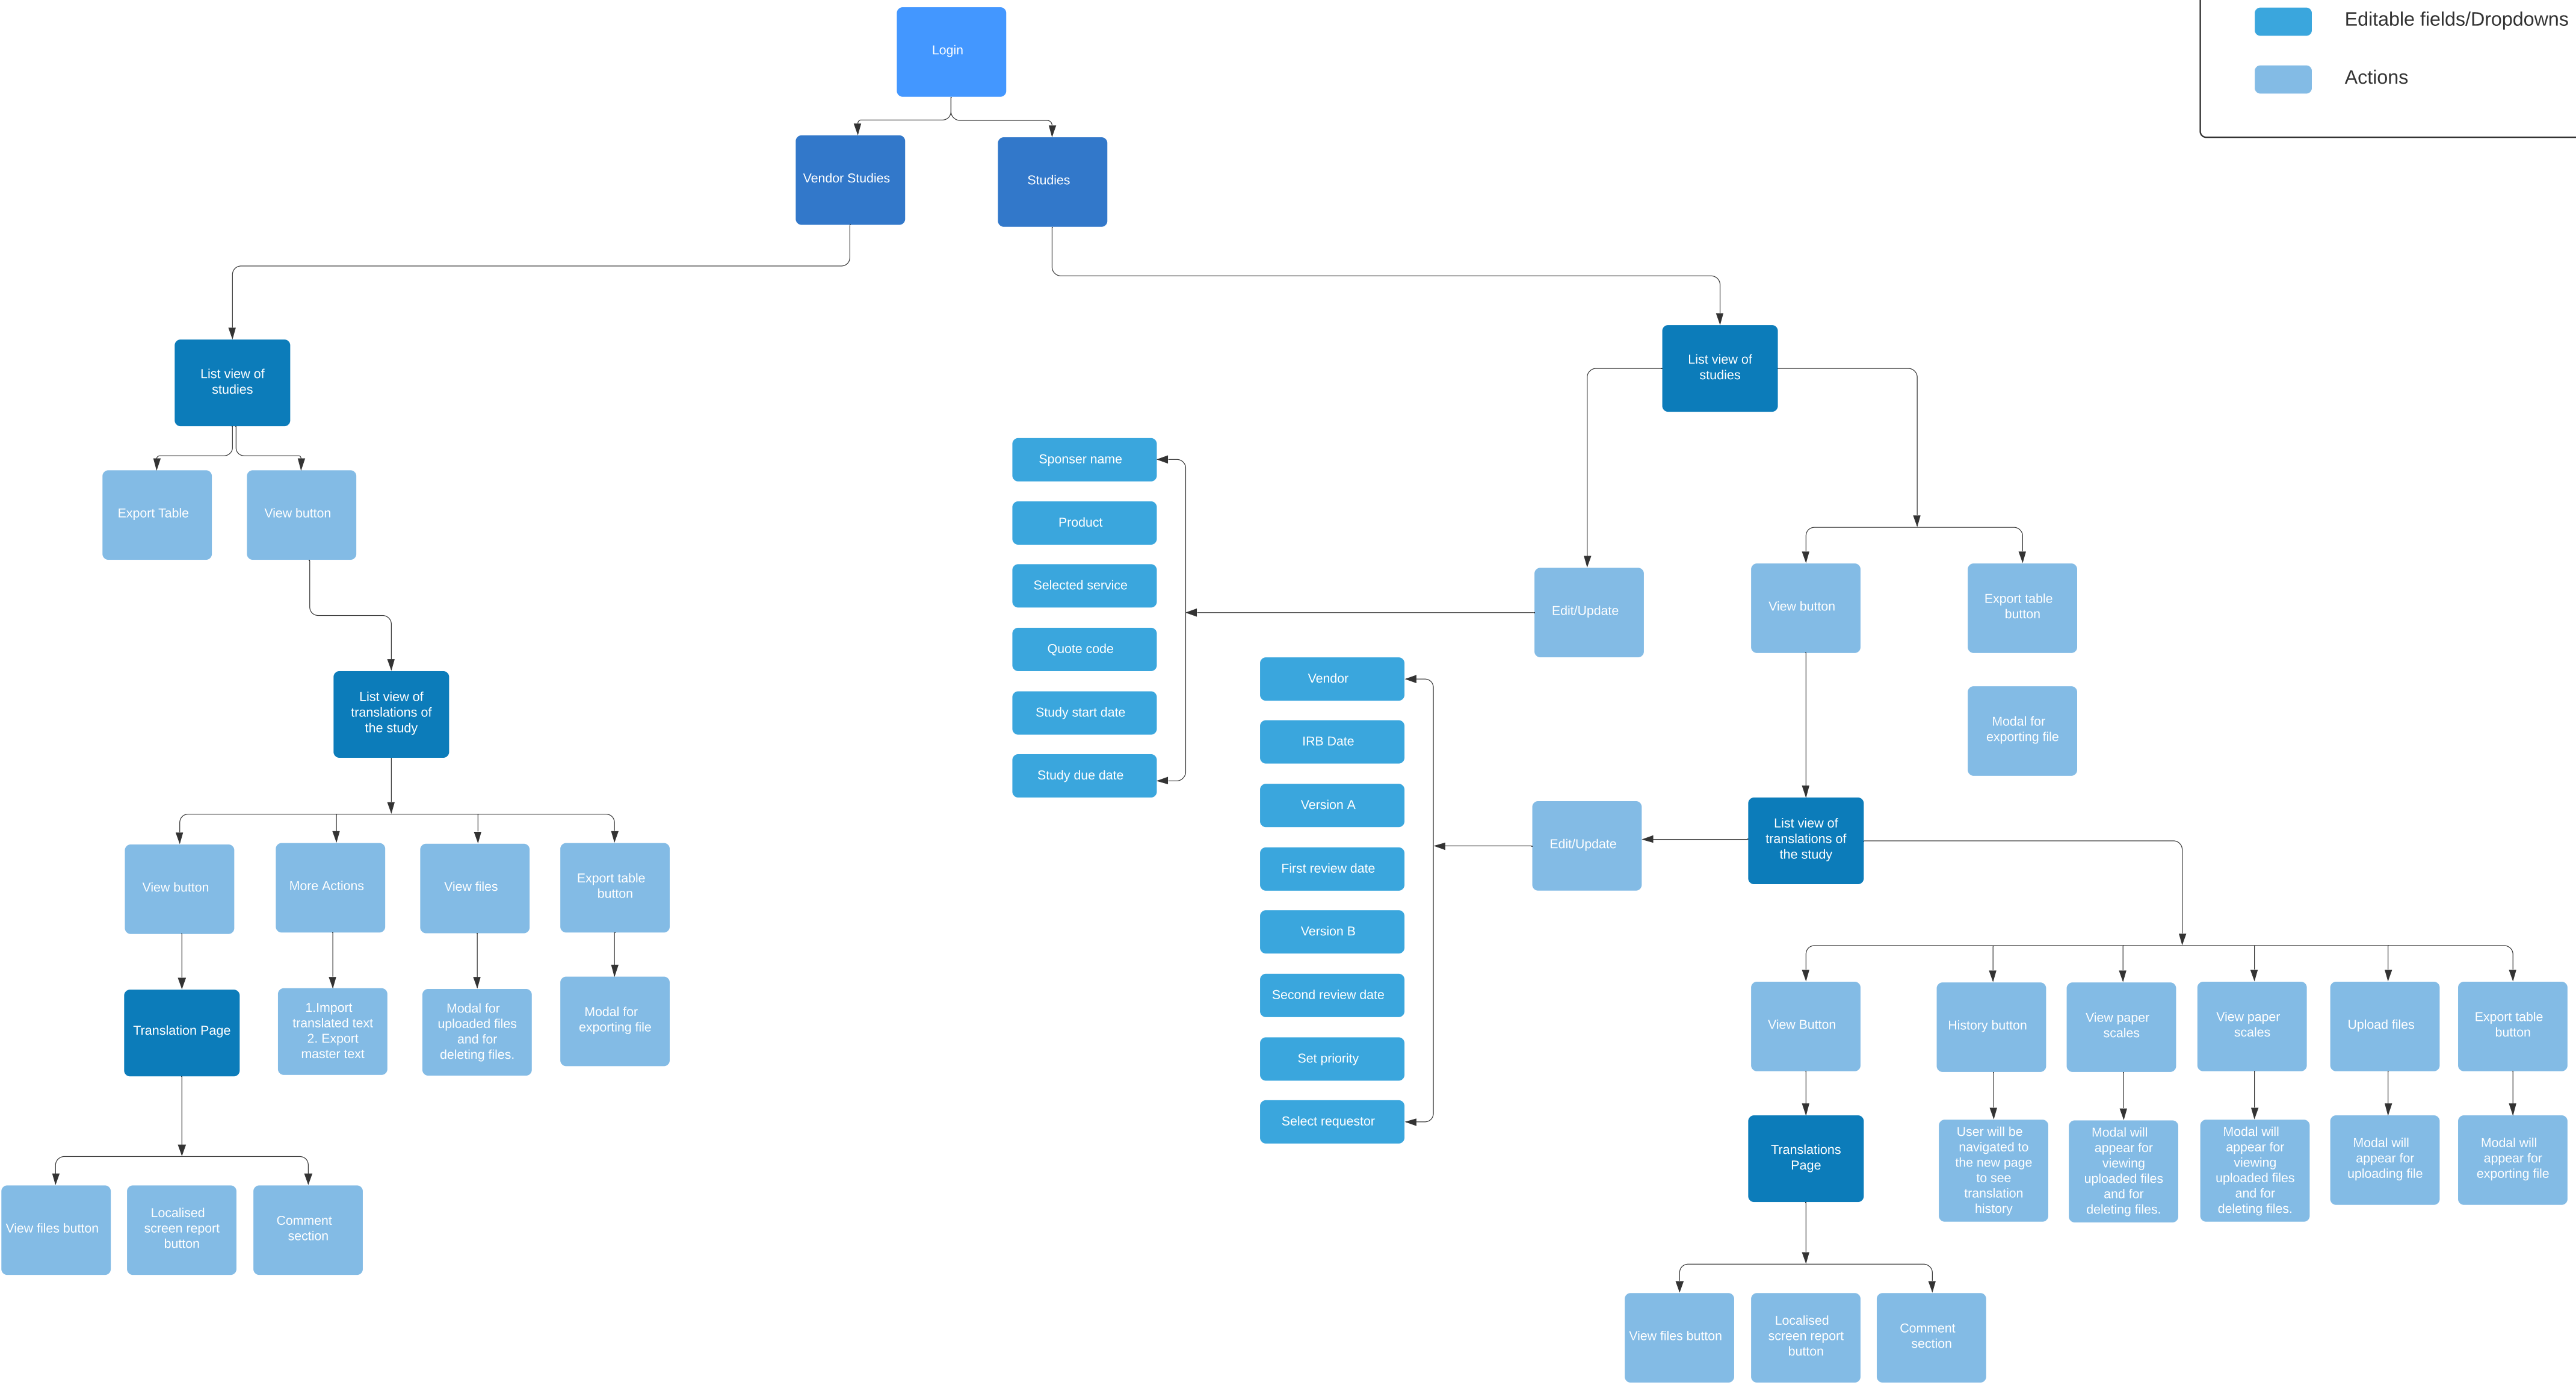 Editable fields/Dropdowns
Actions
Login
Vendor Studies
Studies
List view of
studies
List view of
studies
Export Table
View button
Sponser name
Product
Selected service
Quote code
Study start date
Study due date
Edit/Update
View button
Export table
button
Modal for
exporting file
List view of
translations of
the study
Vendor
IRB Date
Version A
First review date
Version B
Second review date
Set priority
Select requestor
Edit/Update
List view of
translations of
the study
View button
More Actions
View files
Export table
button
Translation Page
1.Import
translated text
2. Export
master text
Modal for
uploaded files
and for
deleting files.
Modal for
exporting file
View files button
Localised
screen report
button
Comment
section
View Button
History button
View paper
scales
View paper
scales
Upload files
Export table
button
Translations
Page
User will be
navigated to
the new page
to see
translation
history
Modal will
appear for
viewing
uploaded files
and for
deleting files.
Modal will
appear for
viewing
uploaded files
and for
deleting files.
Modal will
appear for
uploading file
Modal will
appear for
exporting file
View files button
Localised
screen report
button
Comment
section